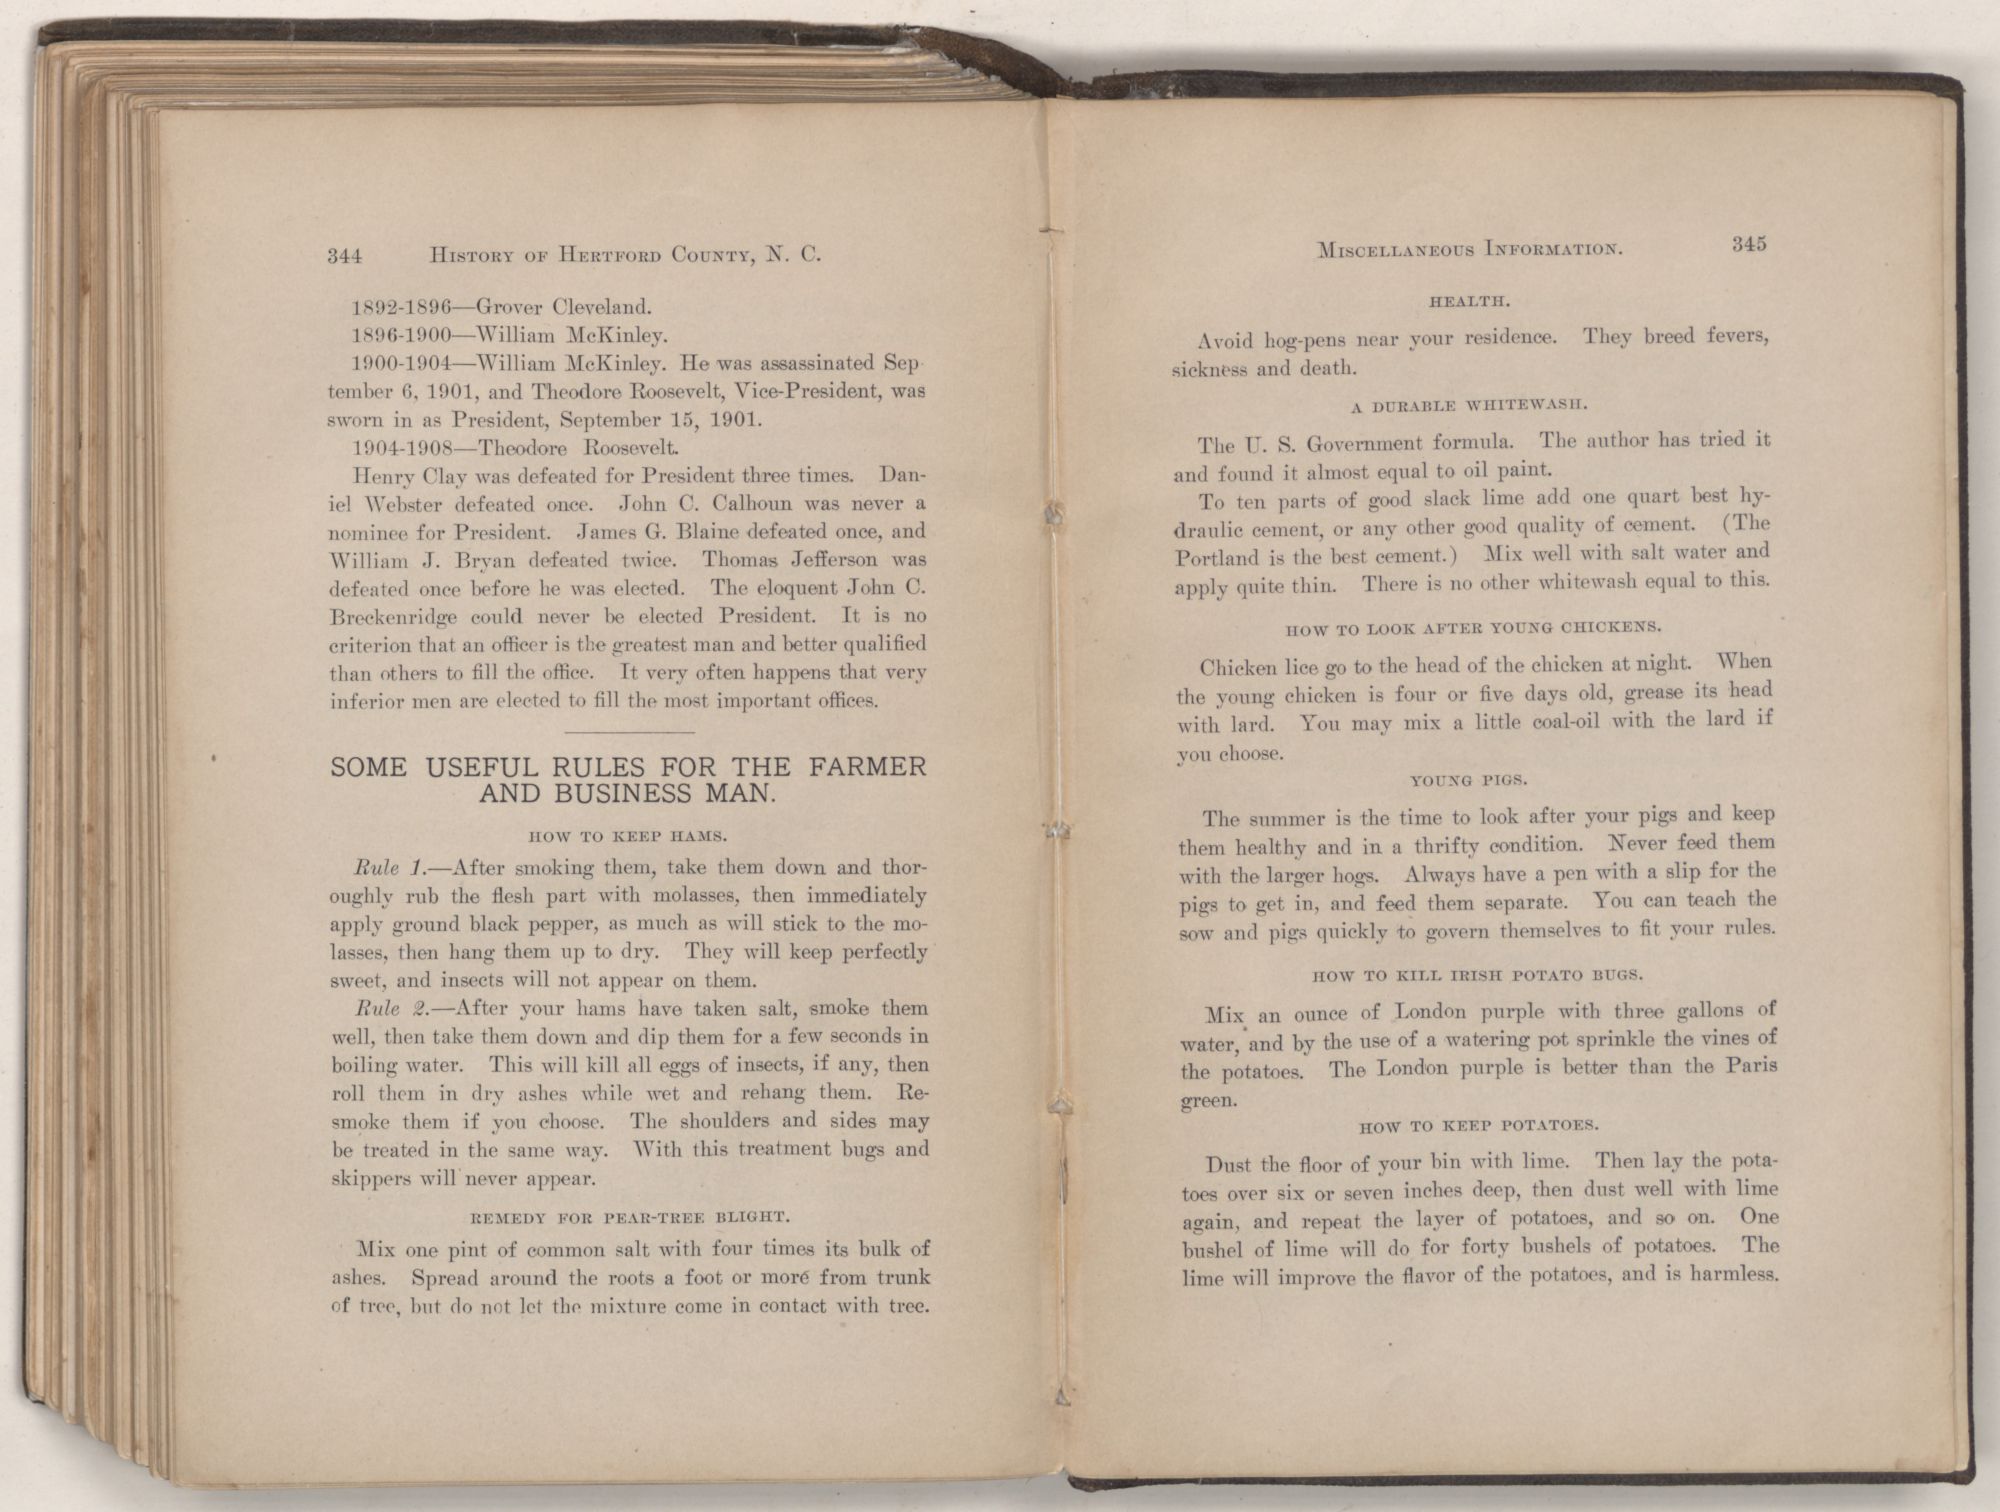 344 History of Hertford County, N. C.
1892-1896—Grover Cleveland.
1896-1900—William McKinley.
1900-1904—William McKinley. He was assassinated Sep-
tember 6, 1901, and Theodore Roosevelt, Vice-President, was
sworn in as President, September 15, 1901.
1904-1908—Theodore Roosevelt.
Henry Clay was defeated for President three times. Dan-
iel Webster defeated once. John C. Calhoun was never a
nominee for President. James G. Blaine defeated once, and
William J. Bryan defeated twice. Thomas Jefferson was
defeated once before he was elected. The eloquent John C.
Breckenridge could never be elected President. It is no
criterion that an officer is the greatest man and better qualified
than others to fill the office. It very often happens that very
inferior men are elected to fill the most important offices.
SOME USEFUL RULES FOR THE FARMER
AND BUSINESS MAN.
HOW TO KEEP HAMS.
Rule 1.—After smoking them, take them down and thor-
oughly rub the flesh part with molasses, then immediately
apply ground black pepper, as much as will stick to the mo-
lasses, then hang them up to dry. They will keep perfectly
sweet, and insects will not appear on them.
Rule 2.—After your hams have taken salt, smoke them
well, then take them down and dip them for a few seconds in
boiling water. This will kill all eggs of insects, if any, then
roll them in dry ashes while wet and rehang them. Re-
smoke them if you choose. The shoulders and sides may
be treated in the same way. With this treatment bugs and
skippers will never appear.
REMEDY FOR PEAR-TREE BLIGHT.
Mix one pint of common salt with four times its bulk of
ashes. Spread around the roots a foot or more from trunk
of tree, but do not let the mixture come in contact with tree.
Miscellaneous Information. 345
HEALTH.
Avoid hog-pens near your residence. They breed fevers,
sickness and death.
A DURABLE WHITEWASH.
The U. S. Government formula. The author has tried it
and found it almost equal to oil paint.
To ten parts of good slack lime add one quart best hy-
draulic cement, or any other good quality of cement. (The
Portland is the best cement.) Mix well with salt water and
apply quite thin. There is no other whitewash equal to this.
HOW TO LOOK AFTER YOUNG CHICKENS.
Chicken lice go to the head of the chicken at night. When
the young chicken is four or five days old, grease its head
with lard. You may mix a little coal-oil with the lard if
you choose.
YOUNG PIGS.
The summer is the time to look after your pigs and keep
them healthy and in a thrifty condition. Never feed them
with the larger hogs. Always have a pen with a slip for the
pigs to get in, and feed them separate. You can teach the
sow and pigs quickly to govern themselves to fit your rules.
HOW TO KILL IRISH POTATO BUGS.
Mix an ounce of London purple with three gallons of
water, and by the use of a watering pot sprinkle the vines of
the potatoes. The London purple is better than the Paris
green.
HOW TO KEEP POTATOES.
Dust the floor of your bin with lime. Then lay the pota-
toes over six or seven inches deep, then dust well with lime
again, and repeat the layer of potatoes, and so on. One
bushel of lime will do for forty bushels of potatoes. The
lime will improve the flavor of the potatoes, and is harmless.